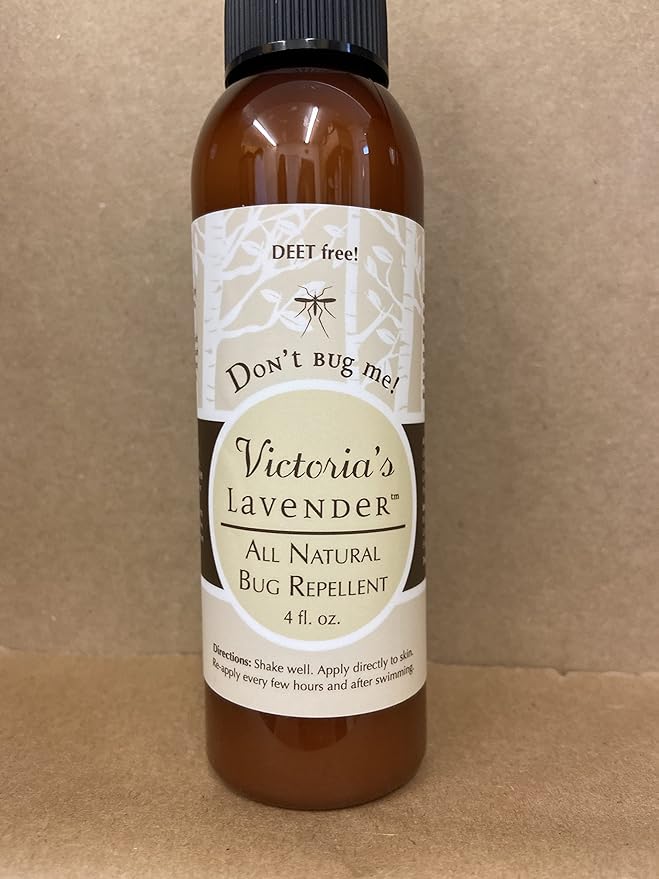 DEET free!
Don't BUG me!
Victoria's
LAVENDER™
ALL NATURAL
BUG REPELLENT
4 fl. oz.
Directions: Shake well. Apply directly to skin.
Re-apply every few hours and after swimming.